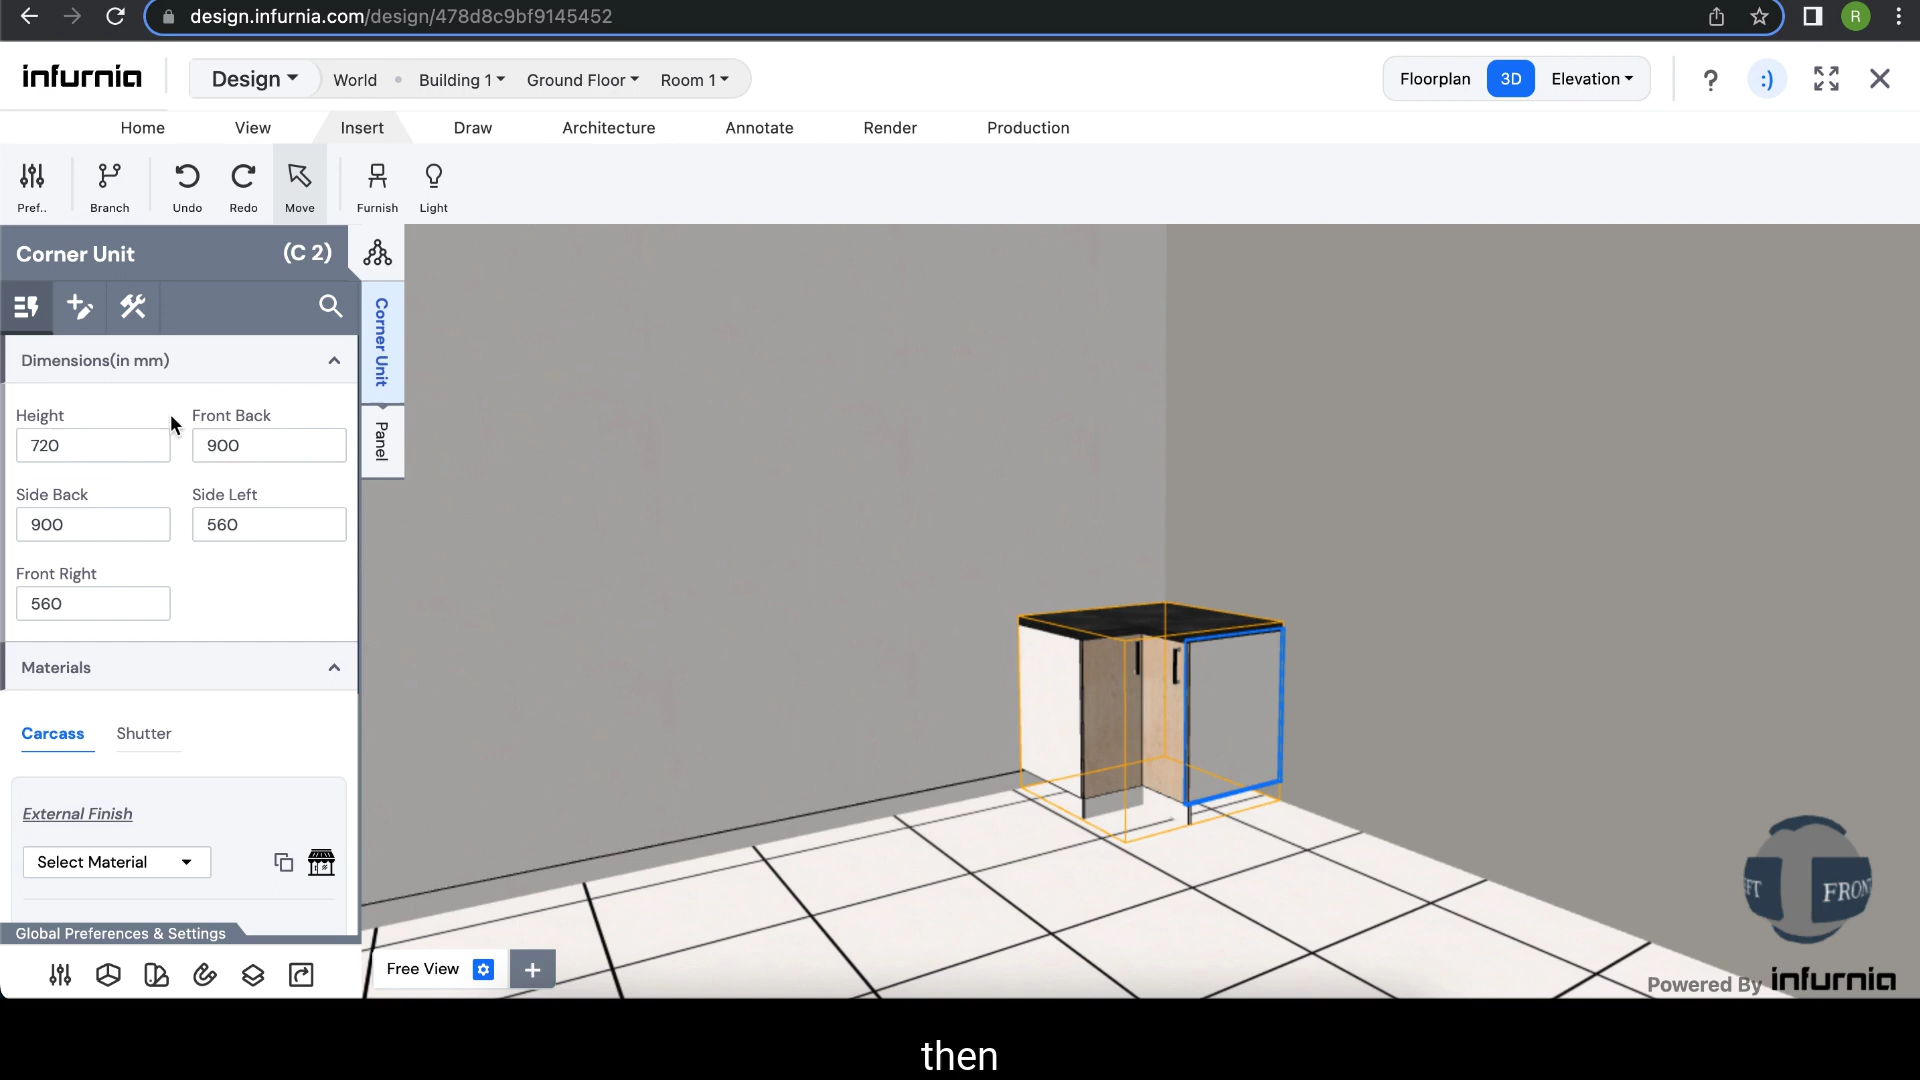 design.infurnia.com/design/478d8c9bf9145452
R
infurnia
Design
World
Building 1
Ground Floor
Room 1
Floorplan
3D
Elevation
?
:)
Home
View
Insert
Draw
Architecture
Annotate
Render
Production
Pref..
Branch
Undo
Redo
Move
Furnish
Light
Corner Unit
(C 2)
Corner Unit
Panel
Dimensions(in mm)
Height
Front Back
720
900
Side Back
Side Left
900
560
Front Right
560
Materials
Carcass
Shutter
External Finish
Select Material
Global Preferences & Settings
Free View
+
FT
FRONT
Powered By infurnia
then